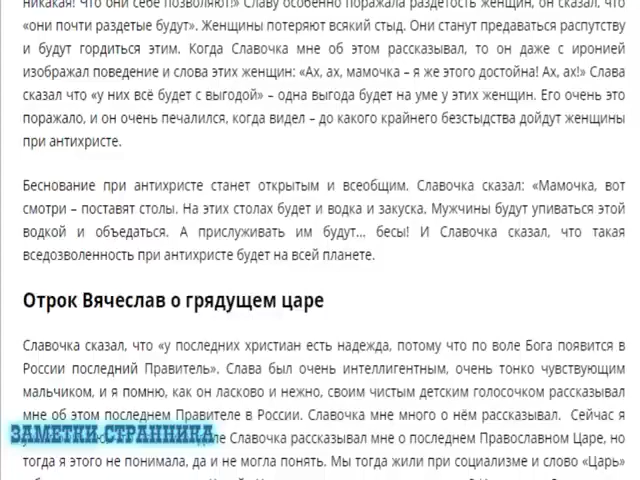 никакая! Что они себе позволяют!» Славу особенно поражала раздетость женщин, он сказал, что
«они почти раздетые будут». Женщины потеряют всякий стыд. Они станут предаваться распутству
и будут гордиться этим. Когда Славочка мне об этом рассказывал, то он даже с иронией
изображал поведение и слова этих женщин: «Ах, ах, мамочка – я же этого достойна! Ах, ах!» Слава
сказал что «у них всё будет с выгодой» – одна выгода будет на уме у этих женщин. Его очень это
поражало, и он очень печалился, когда видел – до какого крайнего безстыдства дойдут женщины
при антихристе.
Беснование при антихристе станет открытым и всеобщим. Славочка сказал: «Мамочка, вот
смотри – поставят столы. На этих столах будет и водка и закуска. Мужчины будут упиваться этой
водкой и объедаться. А прислуживать им будут... бесы! И Славочка сказал, что такая
вседозволенность при антихристе будет на всей планете.
Отрок Вячеслав о грядущем царе
Славочка сказал, что «у последних христиан есть надежда, потому что по воле Бога появится в
России последний Правитель». Слава был очень интеллигентным, очень тонко чувствующим
мальчиком, и я помню, как он ласково и нежно, своим чистым детским голосочком рассказывал
мне об этом последнем Правителе в России. Славочка мне много о нём рассказывал. Сейчас я
ЗАМЕТКИ СТРАННИКА
Славочка рассказывал мне о последнем Православном Царе, но
тогда я этого не понимала, да и не могла понять. Мы тогда жили при социализме и слово «Царь»